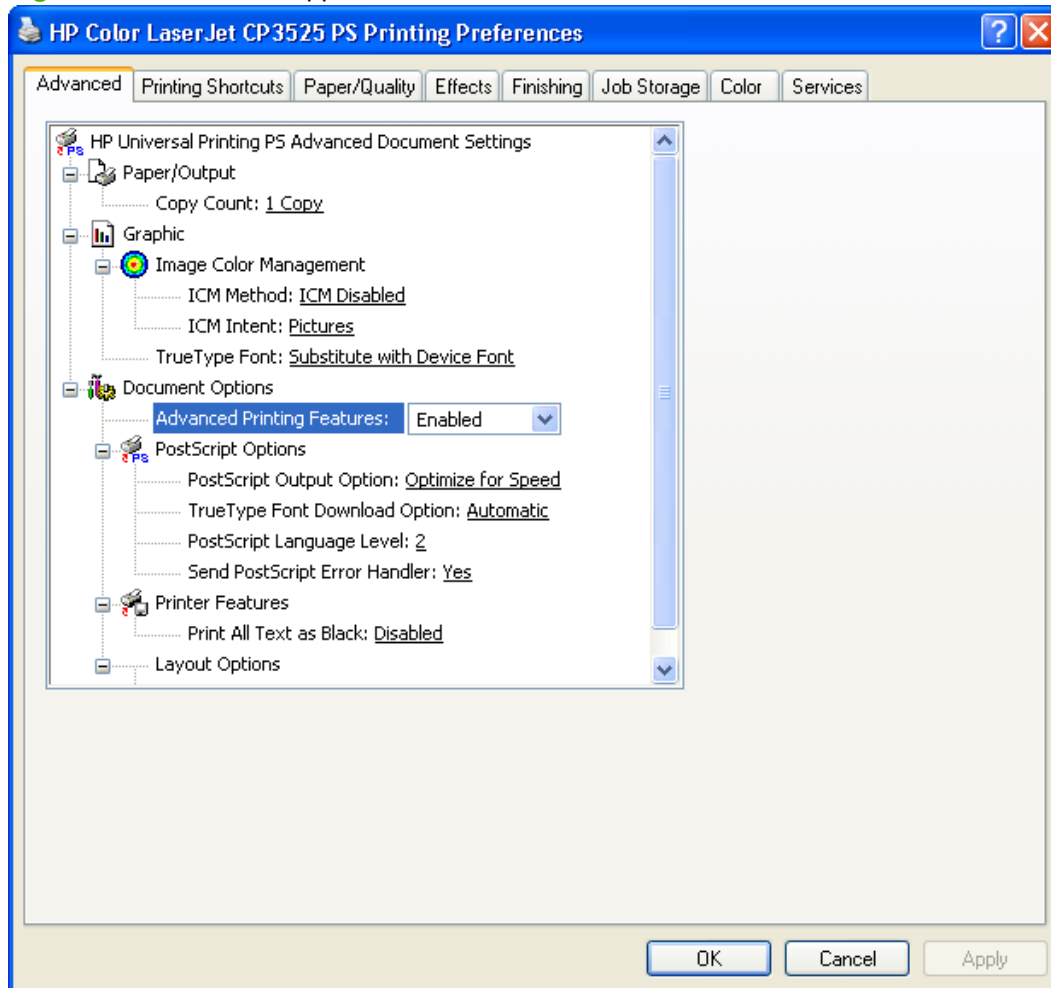 HP Color LaserJet CP3525 PS Printing Preferences
Advanced Printing Shortcuts Paper/Quality Effects Finishing Job Storage Color Services
HP Universal Printing PS Advanced Document Settings
Paper/Output
Copy Count: 1 Copy
Graphic
Image Color Management
ICM Method: ICM Disabled
ICM Intent: Pictures
TrueType Font: Substitute with Device Font
Document Options
Advanced Printing Features: Enabled
PostScript Options
PostScript Output Option: Optimize for Speed
TrueType Font Download Option: Automatic
PostScript Language Level: 2
Send PostScript Error Handler: Yes
Printer Features
Print All Text as Black: Disabled
Layout Options
OK Cancel Apply